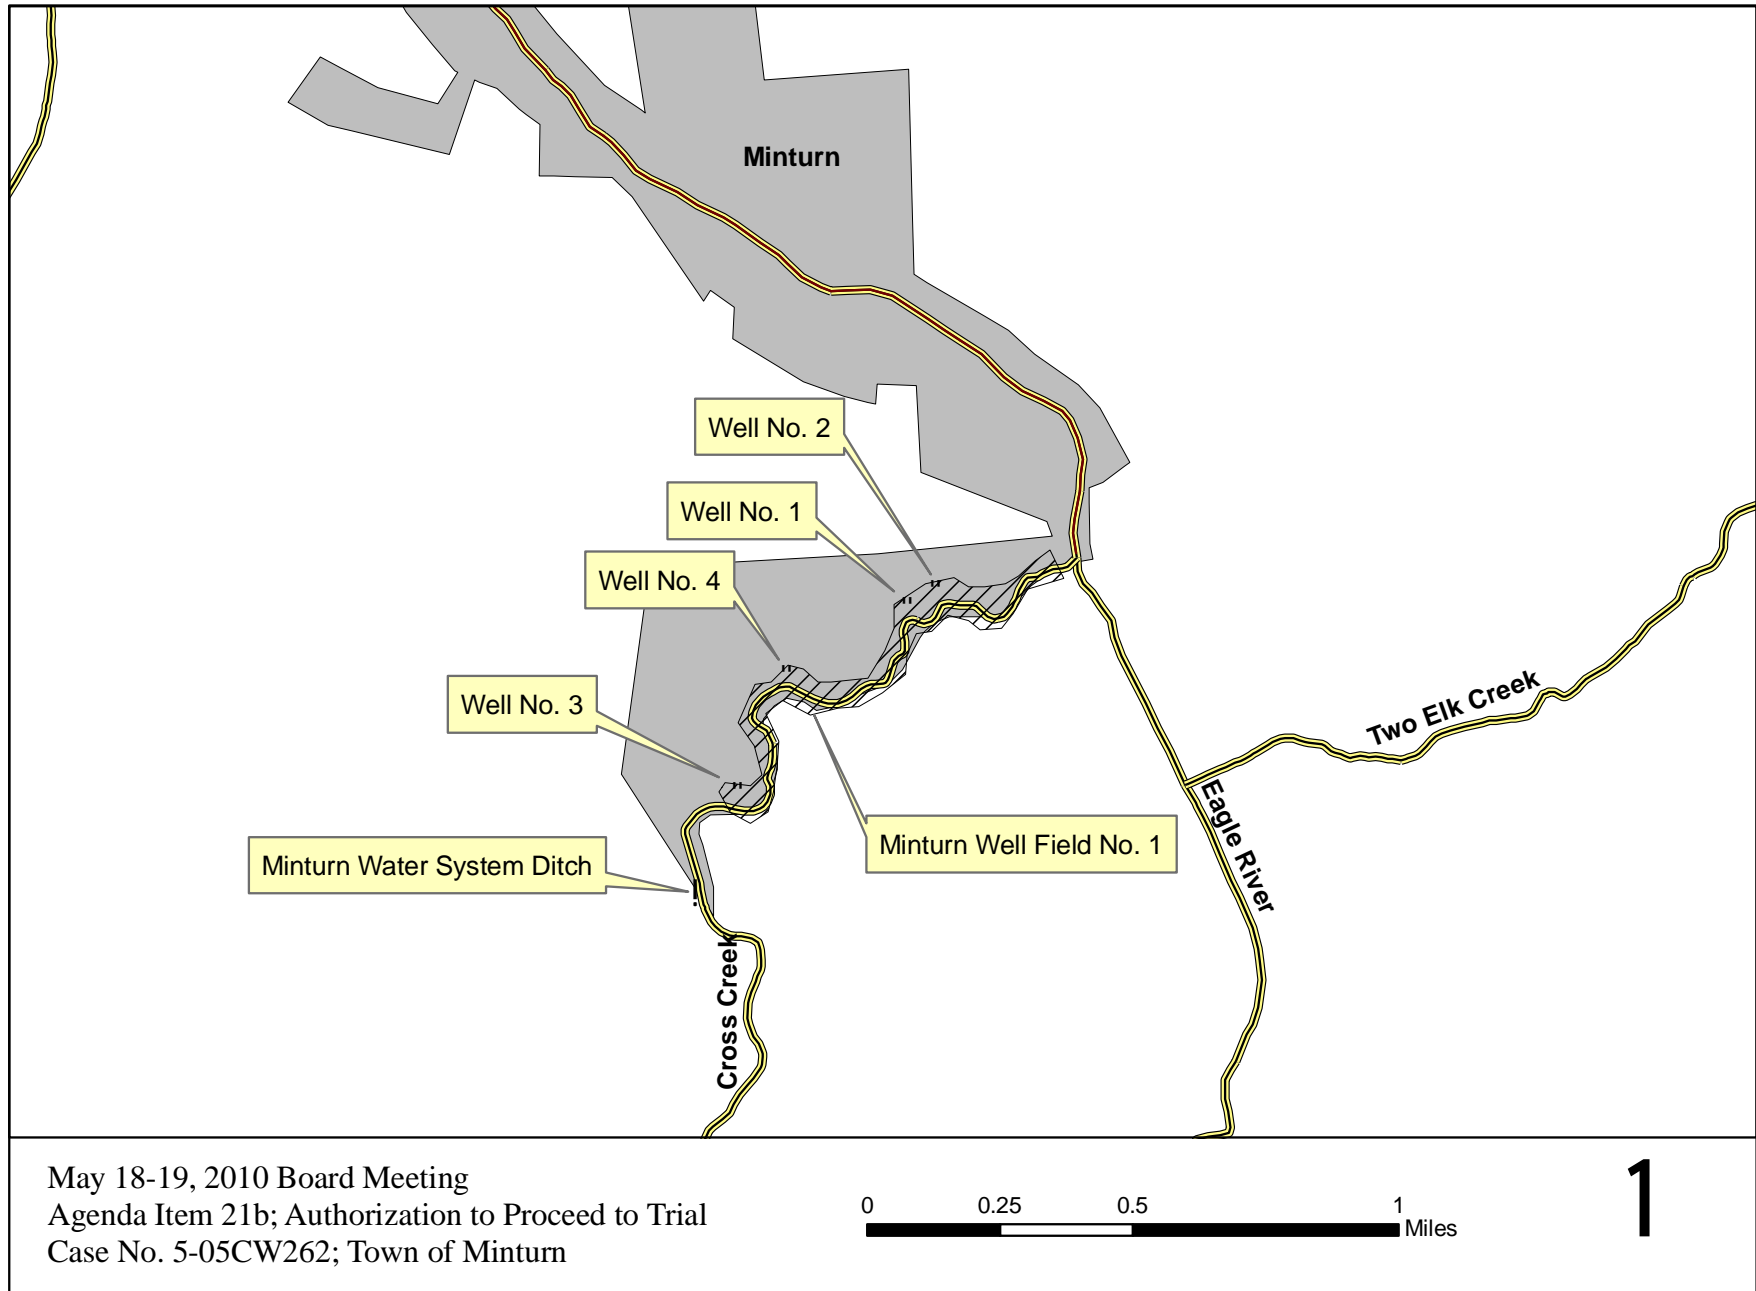 Minturn
Well No. 2
Well No. 1
Well No. 4
Well No. 3
Two Elk Creek
Eagle River
Minturn Well Field No. 1
Minturn Water System Ditch
Cross Creek
May 18-19, 2010 Board Meeting
Agenda Item 21b; Authorization to Proceed to Trial
Case No. 5-05CW262; Town of Minturn
0 0.25 0.5 1
Miles
1